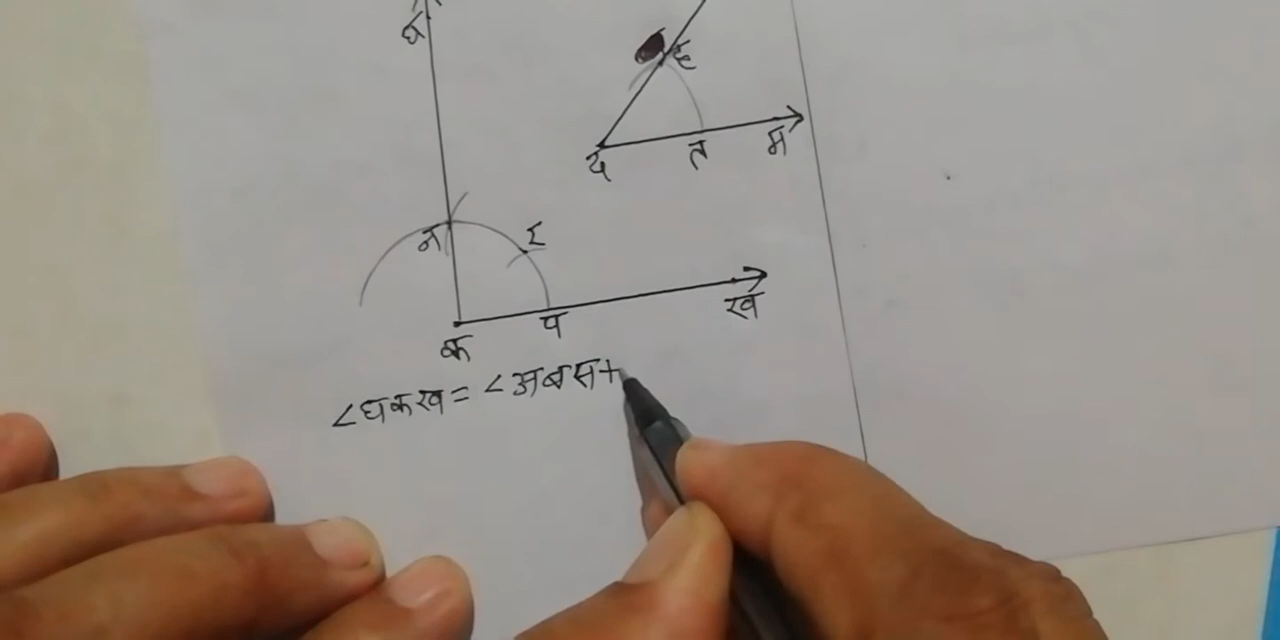 घ
ह
द
त
म
न
र
क
प
ख
∠घकख = ∠अबस+